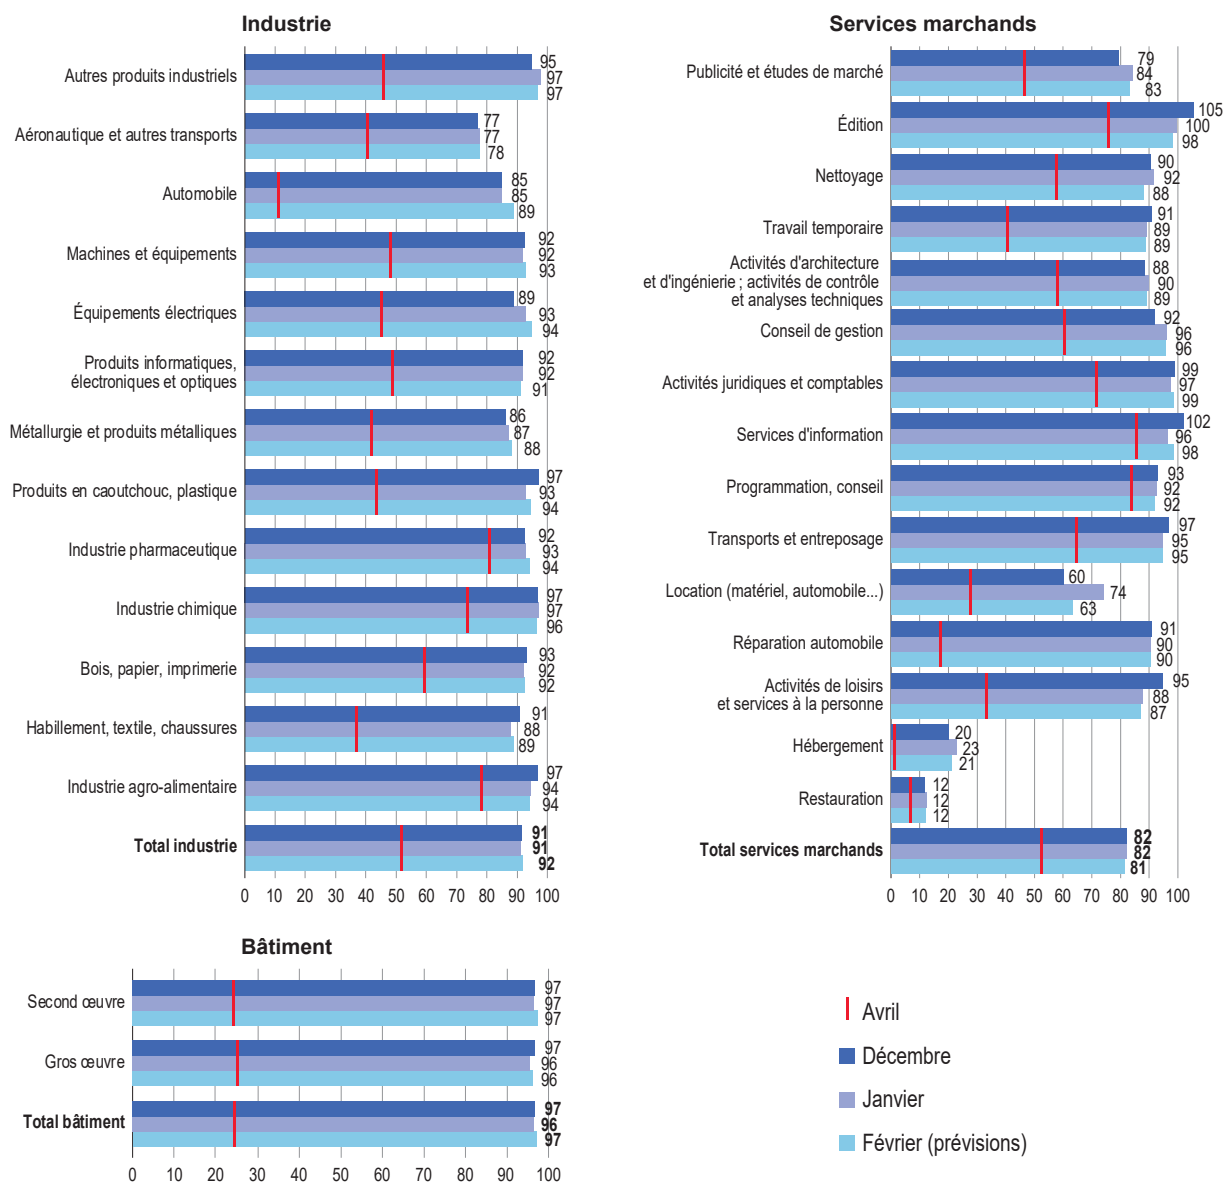 Industrie
Autres produits industriels
95
97
97
Aéronautique et autres transports
77
77
78
Automobile
85
85
89
Machines et équipements
92
92
93
Équipements électriques
89
93
94
Produits informatiques,
électroniques et optiques
92
92
91
Métallurgie et produits métalliques
86
87
88
Produits en caoutchouc, plastique
97
93
94
Industrie pharmaceutique
92
93
94
Industrie chimique
97
97
96
Bois, papier, imprimerie
93
92
92
Habillement, textile, chaussures
91
88
89
Industrie agro-alimentaire
97
94
94
Total industrie
91
91
92
0 10 20 30 40 50 60 70 80 90 100
Services marchands
Publicité et études de marché
79
84
83
Édition
105
100
98
Nettoyage
90
92
88
Travail temporaire
91
89
89
Activités d'architecture
et d'ingénierie ; activités de contrôle
et analyses techniques
88
90
89
Conseil de gestion
92
96
96
Activités juridiques et comptables
99
97
99
Services d'information
102
96
98
Programmation, conseil
93
92
92
Transports et entreposage
97
95
95
Location (matériel, automobile...)
60
74
63
Réparation automobile
91
90
90
Activités de loisirs
et services à la personne
95
88
87
Hébergement
20
23
21
Restauration
12
12
12
Total services marchands
82
82
81
0 10 20 30 40 50 60 70 80 90 100
Bâtiment
Second œuvre
97
97
97
Gros œuvre
97
96
96
Total bâtiment
97
96
97
0 10 20 30 40 50 60 70 80 90 100
Avril
Décembre
Janvier
Février (prévisions)